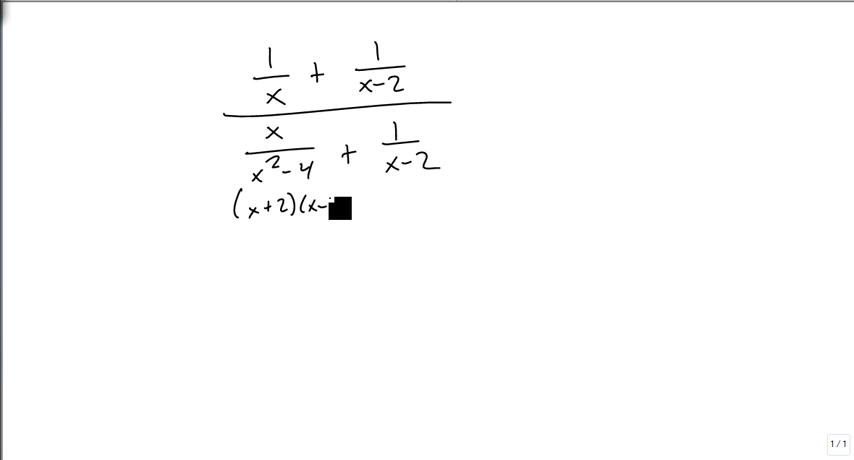 1/x + 1/(x-2)
x/(x²-4) + 1/(x-2)
(x+2)(x-
1 / 1